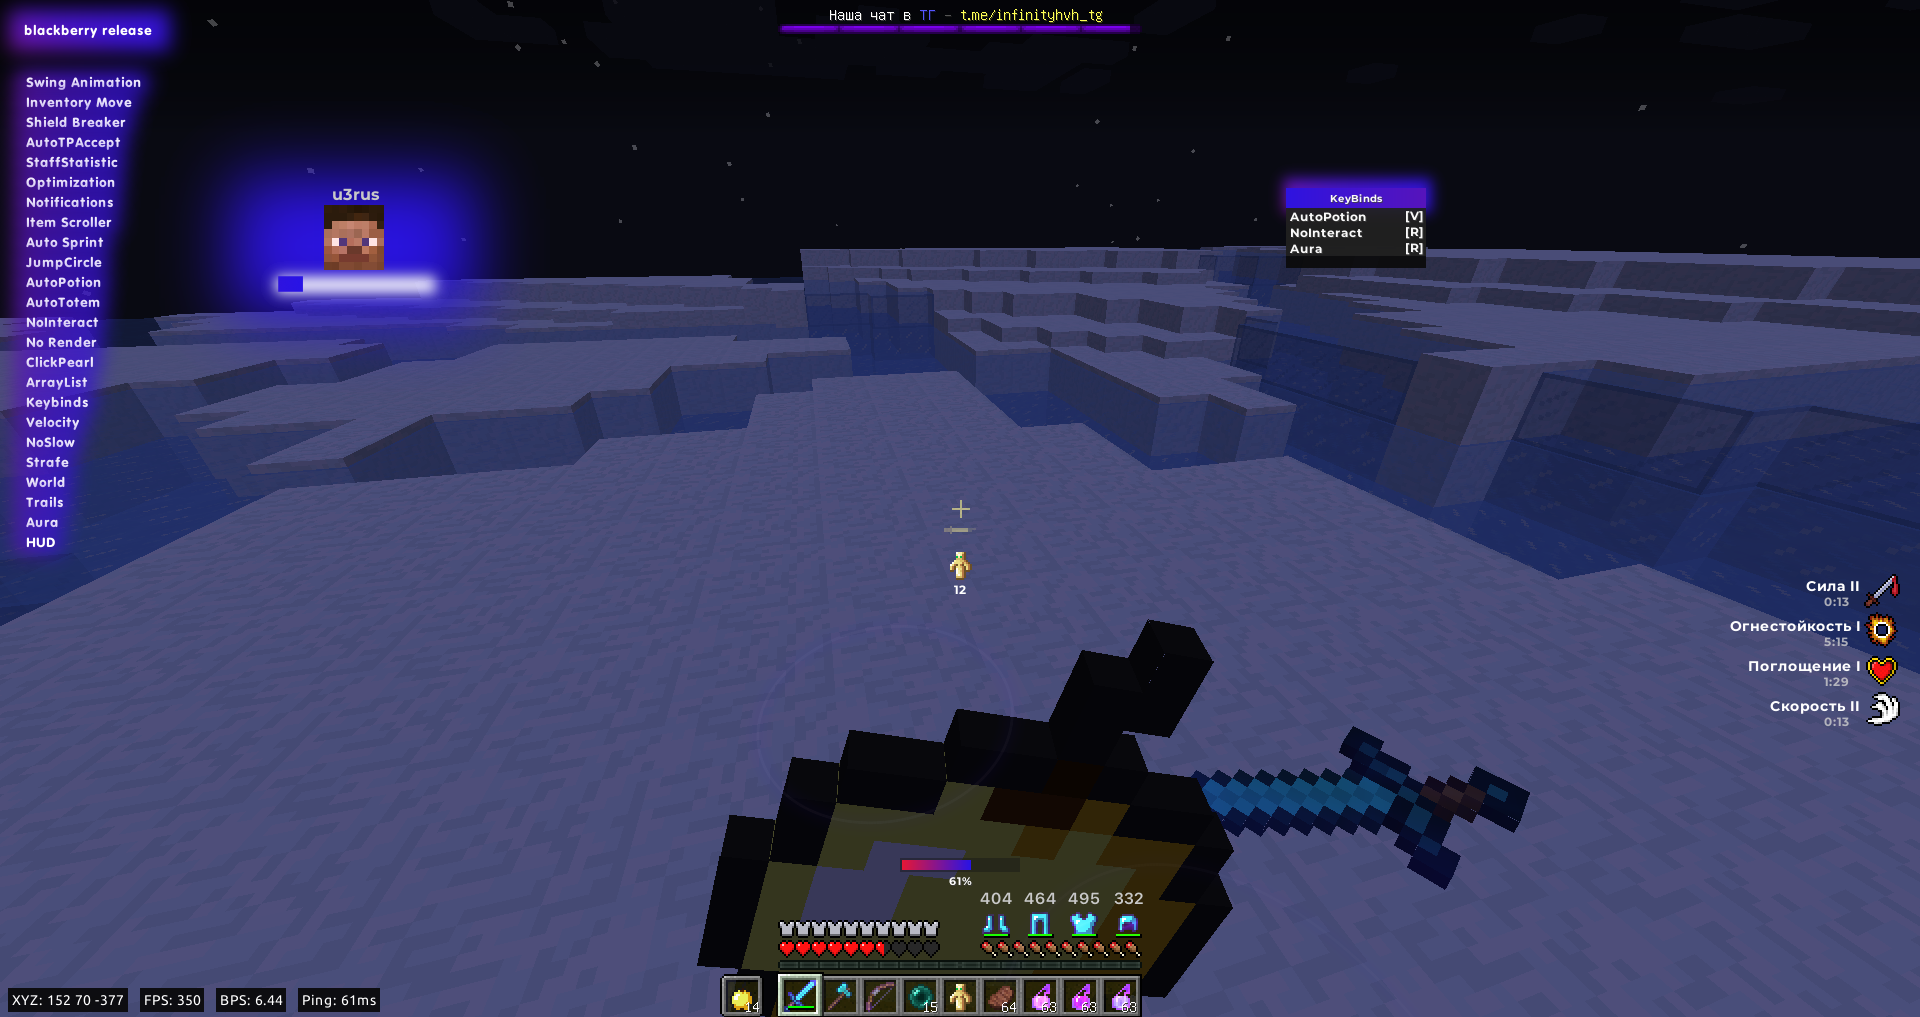 Наша чат в ТГ - t.me/infinityhvh_tg
blackberry release
Swing Animation
Inventory Move
Shield Breaker
AutoTPAccept
StaffStatistic
Optimization
Notifications
Item Scroller
Auto Sprint
JumpCircle
AutoPotion
AutoTotem
NoInteract
No Render
ClickPearl
ArrayList
Keybinds
Velocity
NoSlow
Strafe
World
Trails
Aura
HUD
u3rus
KeyBinds
AutoPotion [V]
NoInteract [R]
Aura [R]
12
Сила II
0:13
Огнестойкость I
5:15
Поглощение I
1:29
Скорость II
0:13
61%
404 464 495 332
14 15 64 63 63 63
XYZ: 152 70 -377 FPS: 350 BPS: 6.44 Ping: 61ms